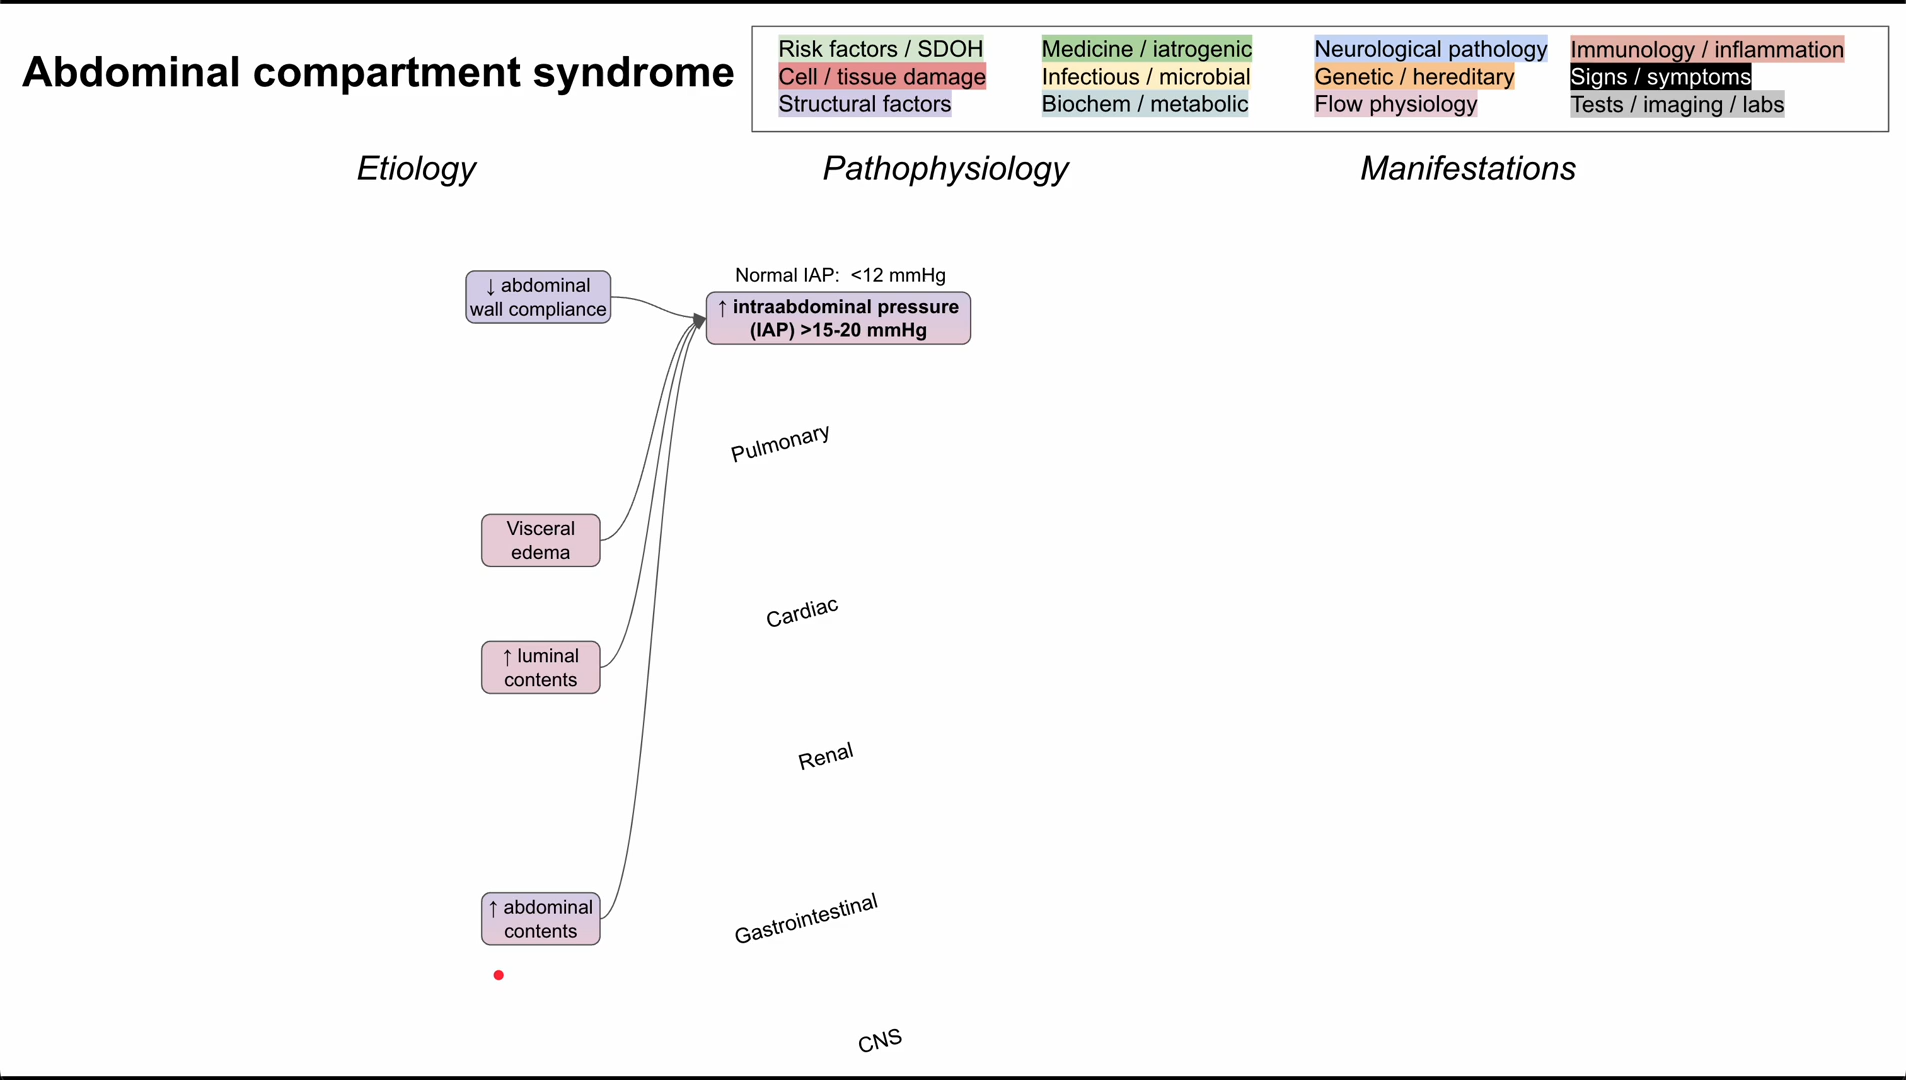 Abdominal compartment syndrome
Risk factors / SDOH
Cell / tissue damage
Structural factors
Medicine / iatrogenic
Infectious / microbial
Biochem / metabolic
Neurological pathology
Genetic / hereditary
Flow physiology
Immunology / inflammation
Signs / symptoms
Tests / imaging / labs
Etiology
Pathophysiology
Manifestations
↓ abdominal
wall compliance
Visceral
edema
↑ luminal
contents
↑ abdominal
contents
Normal IAP: <12 mmHg
↑ intraabdominal pressure
(IAP) >15-20 mmHg
Pulmonary
Cardiac
Renal
Gastrointestinal
CNS